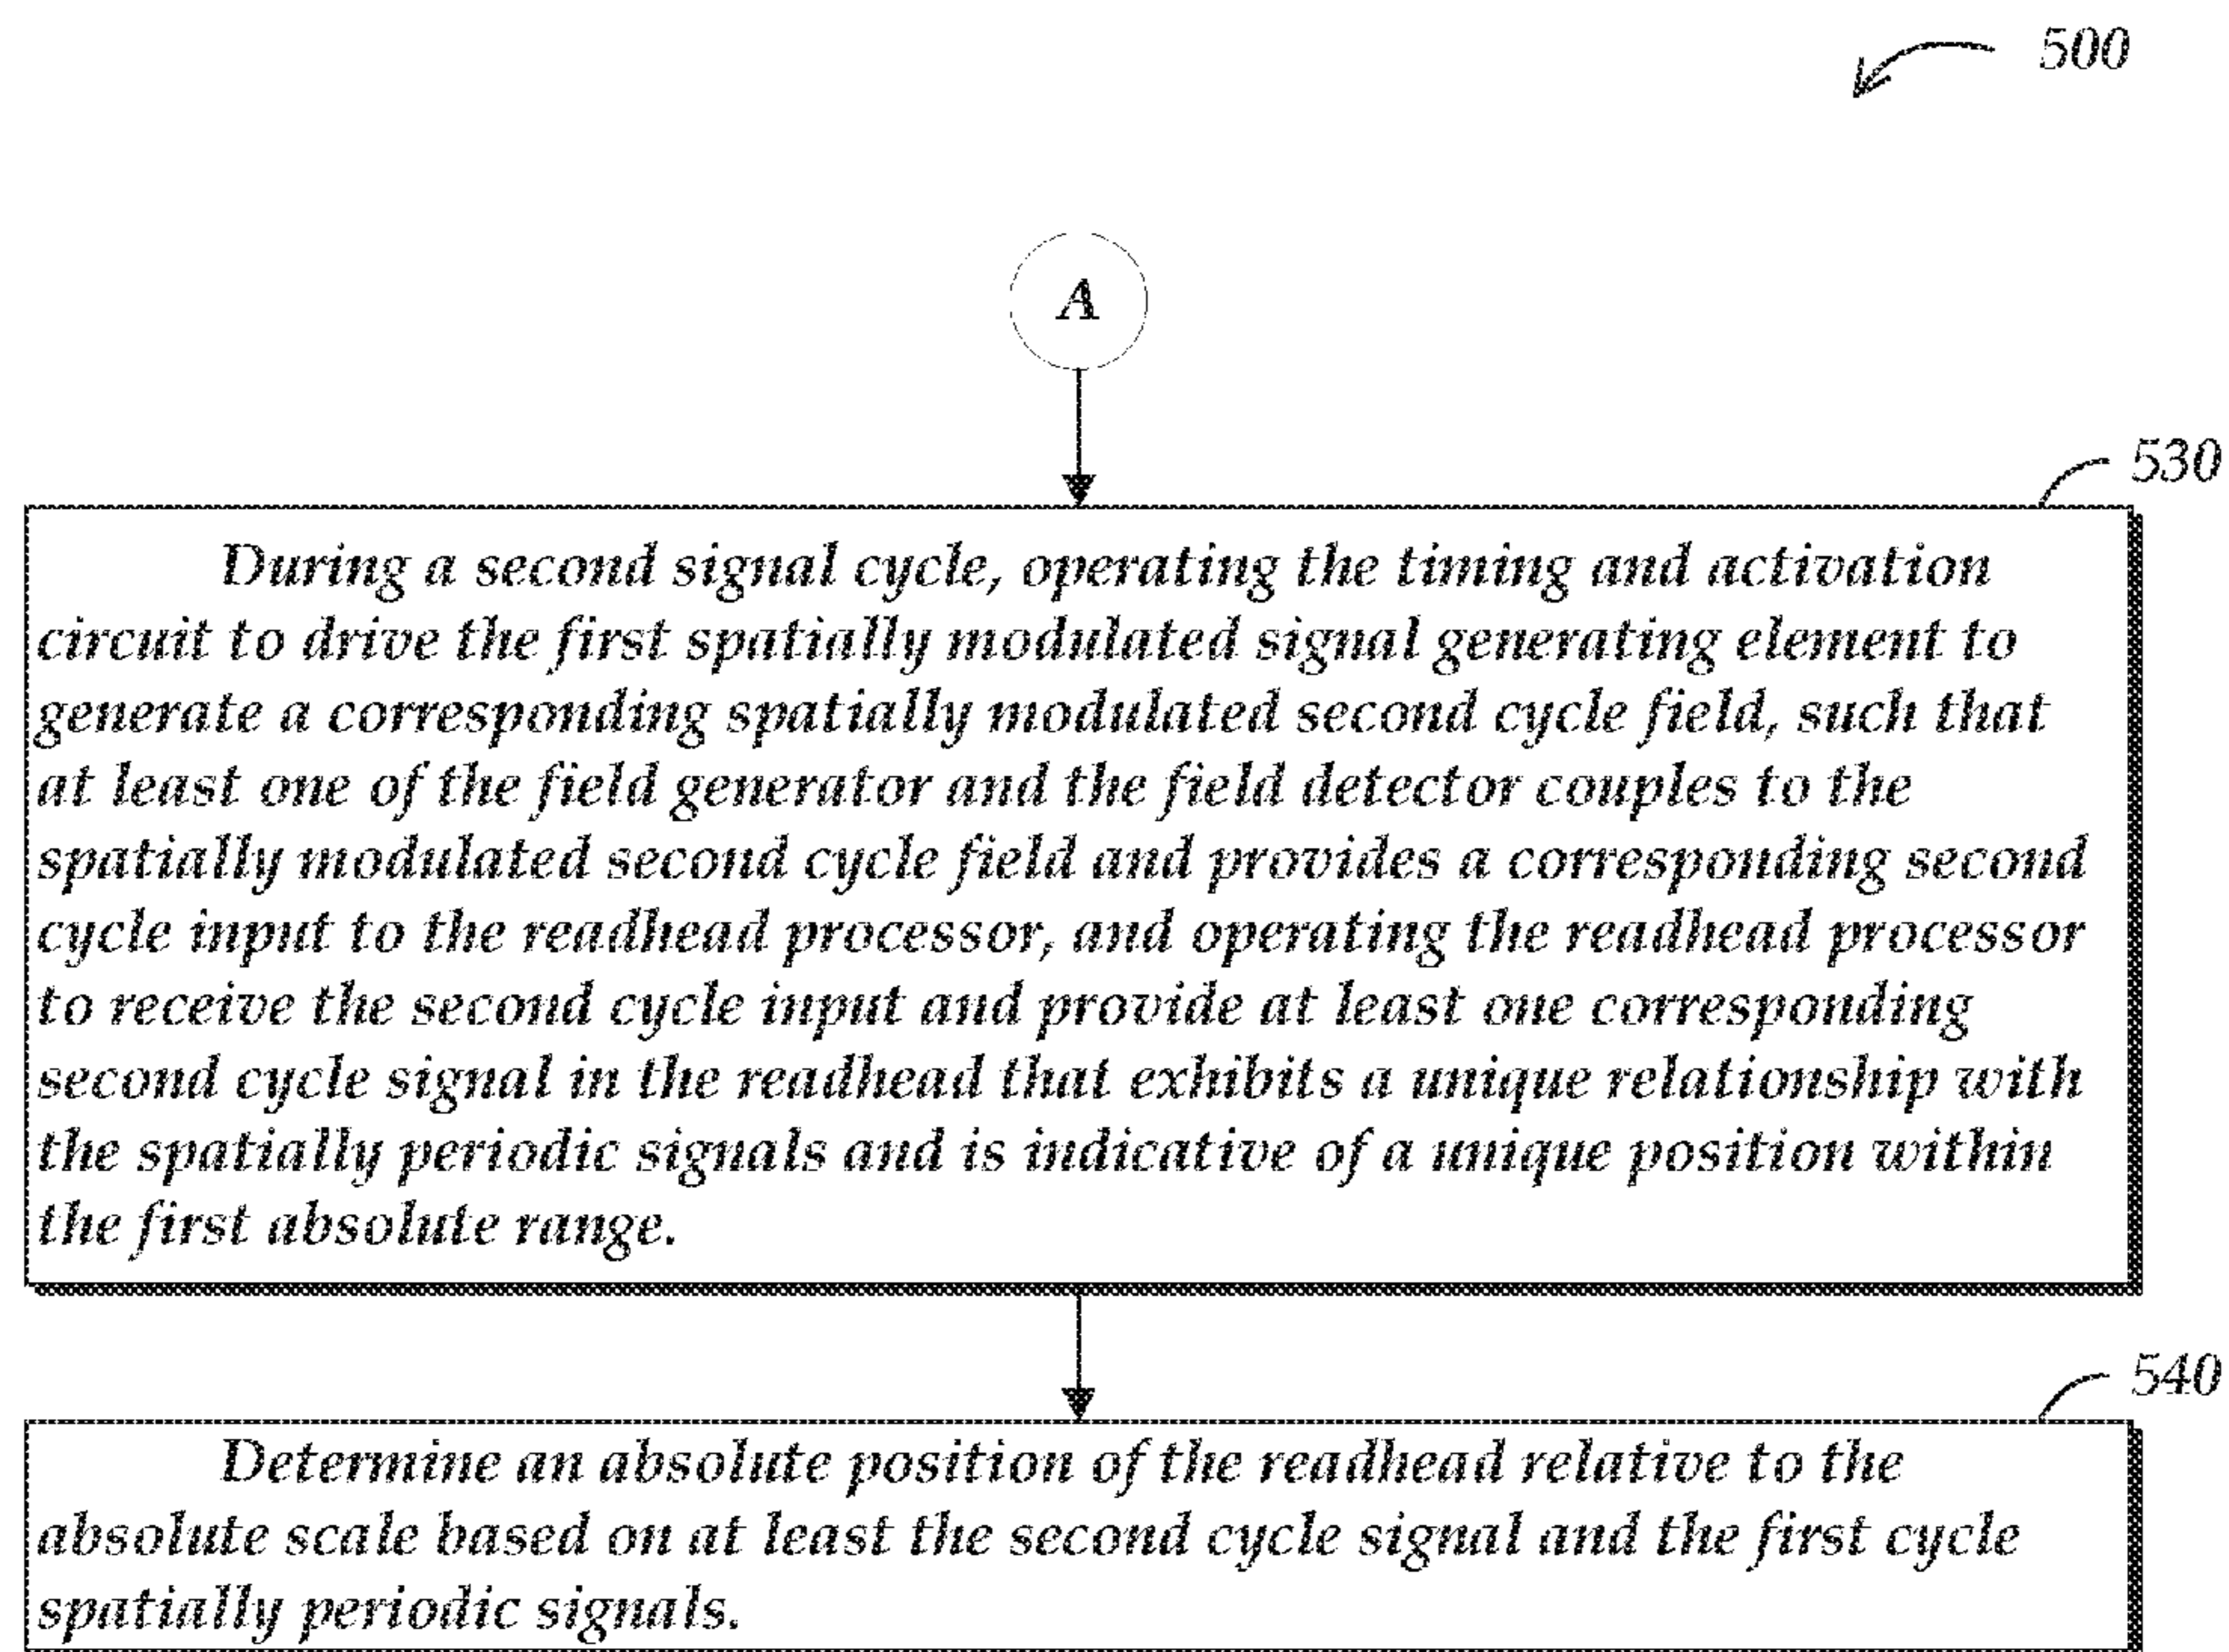 500
A
530
During a second signal cycle, operating the timing and activation
circuit to drive the first spatially modulated signal generating element to
generate a corresponding spatially modulated second cycle field, such that
at least one of the field generator and the field detector couples to the
spatially modulated second cycle field and provides a corresponding second
cycle input to the readhead processor, and operating the readhead processor
to receive the second cycle input and provide at least one corresponding
second cycle signal in the readhead that exhibits a unique relationship with
the spatially periodic signals and is indicative of a unique position within
the first absolute range.
540
Determine an absolute position of the readhead relative to the
absolute scale based on at least the second cycle signal and the first cycle
spatially periodic signals.